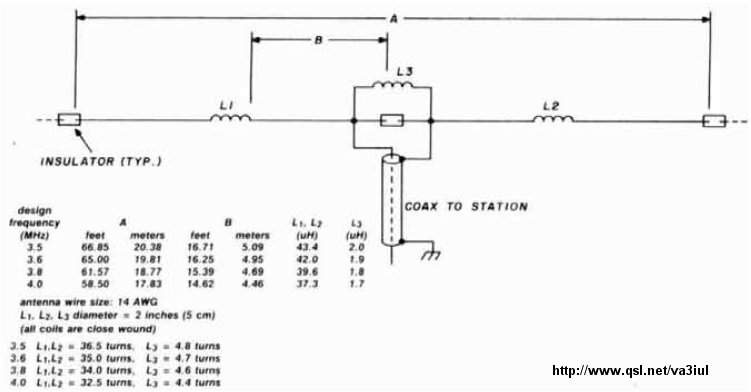 A
B
L3
L1
L2
INSULATOR (TYP.)
COAX TO STATION
design
frequency A B L1, L2 L3
(MHz) feet meters feet meters (uH) (uH)
3.5 66.85 20.38 16.71 5.09 43.4 2.0
3.6 65.00 19.81 16.25 4.95 42.0 1.9
3.8 61.57 18.77 15.39 4.69 39.6 1.8
4.0 58.50 17.83 14.62 4.46 37.3 1.7
antenna wire size: 14 AWG
L1, L2, L3 diameter = 2 inches (5 cm)
(all coils are close wound)
3.5 L1,L2 = 36.5 turns, L3 = 4.8 turns
3.6 L1,L2 = 35.0 turns, L3 = 4.7 turns
3.8 L1,L2 = 34.0 turns, L3 = 4.6 turns
4.0 L1,L2 = 32.5 turns, L3 = 4.4 turns
http://www.qsl.net/va3iul